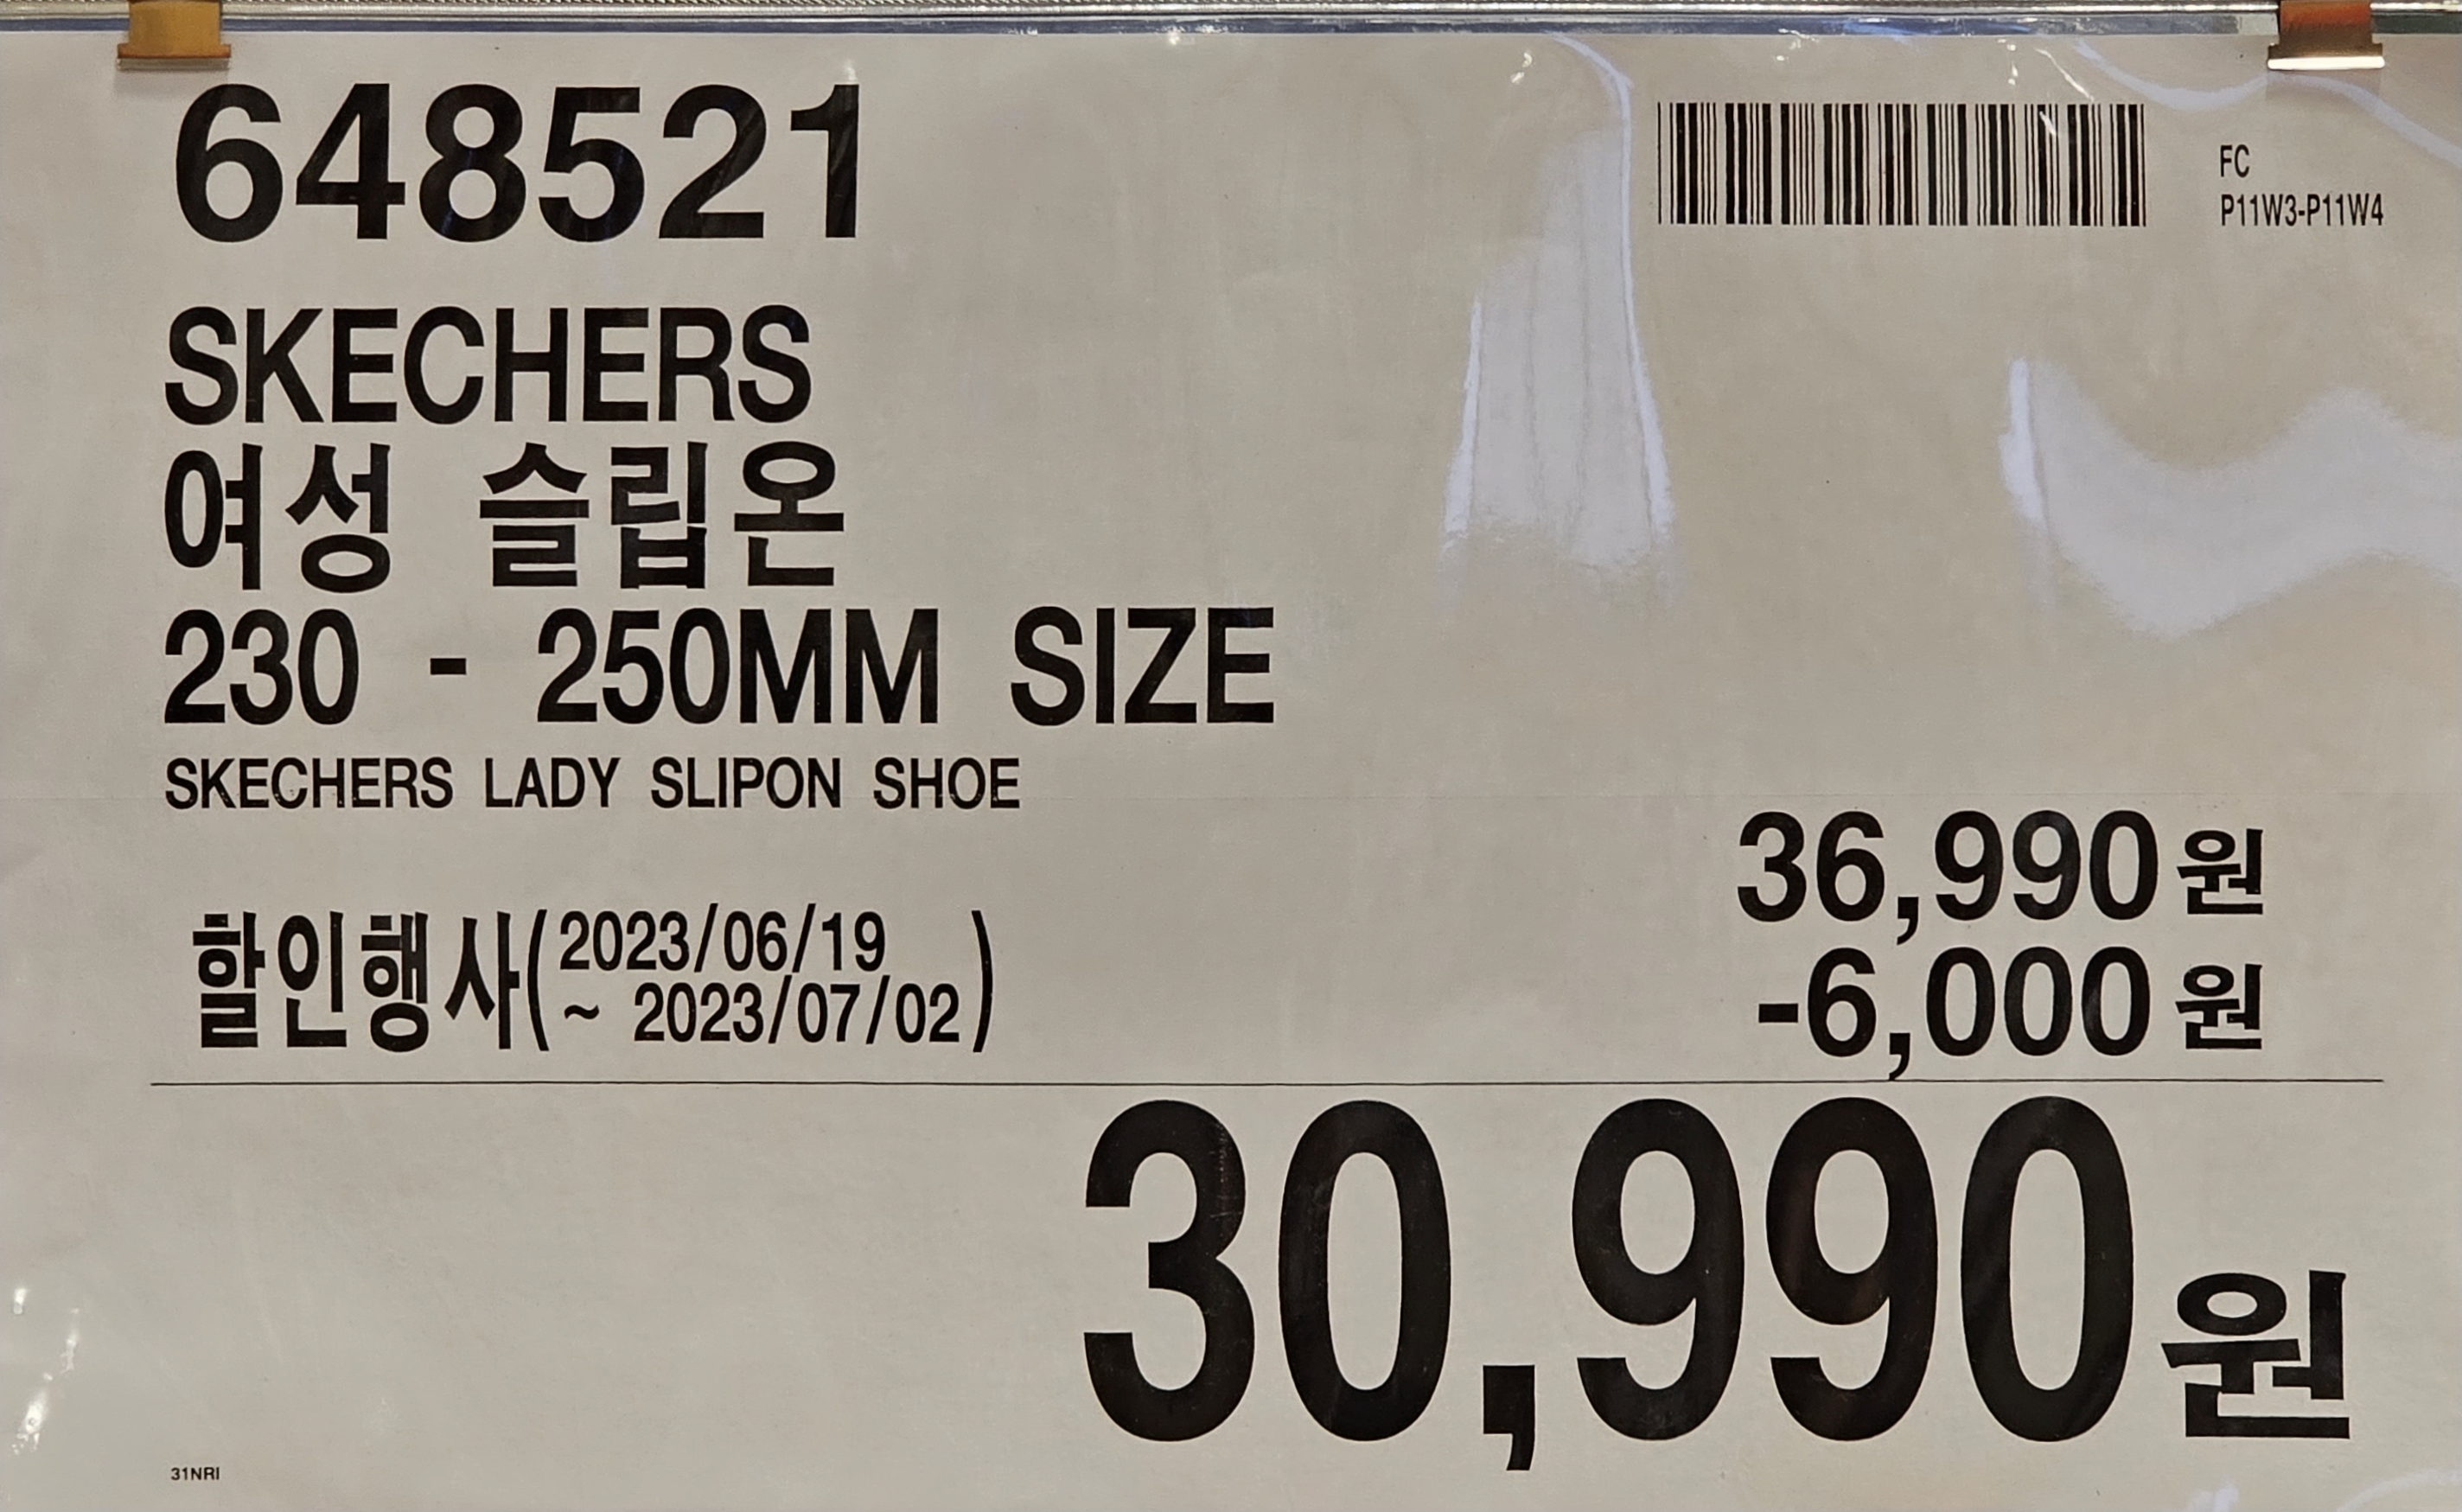 648521
FC
P11W3-P11W4
SKECHERS
여성 슬립온
230 - 250MM SIZE
SKECHERS LADY SLIPON SHOE
36,990원
할인행사(2023/06/19
~ 2023/07/02)
-6,000원
30,990원
31NRI